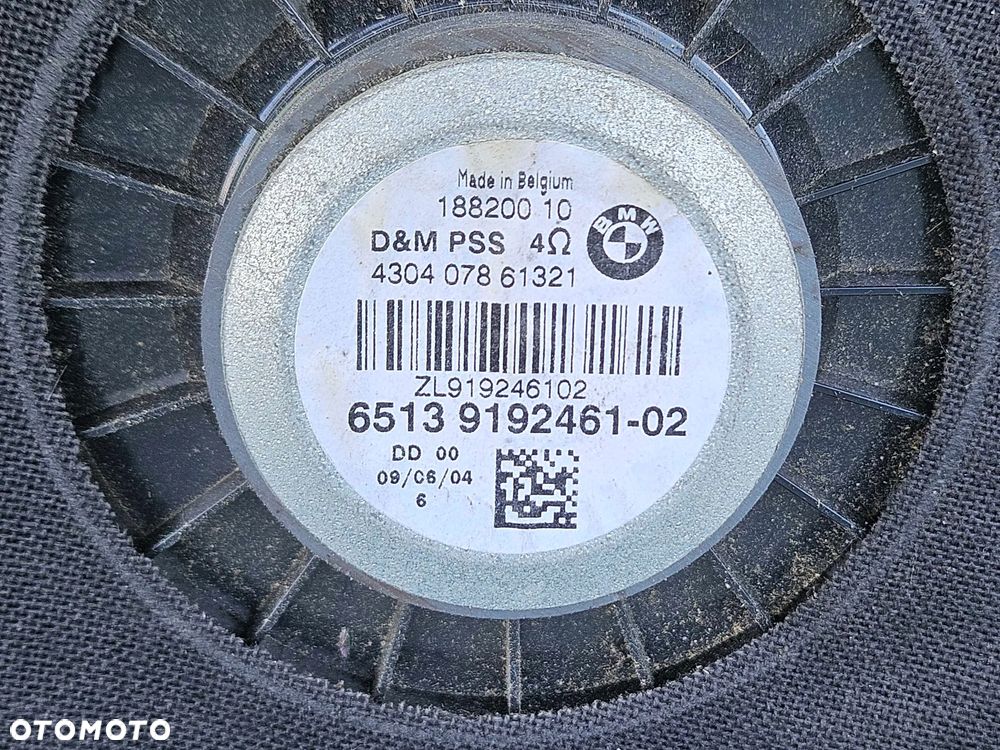 Made in Belgium
188200 10
D&M PSS 4Ω
BMW
4304 078 61321
ZL919246102
6513 9192461-02
DD 00
09/06/04
6
OTOMOTO